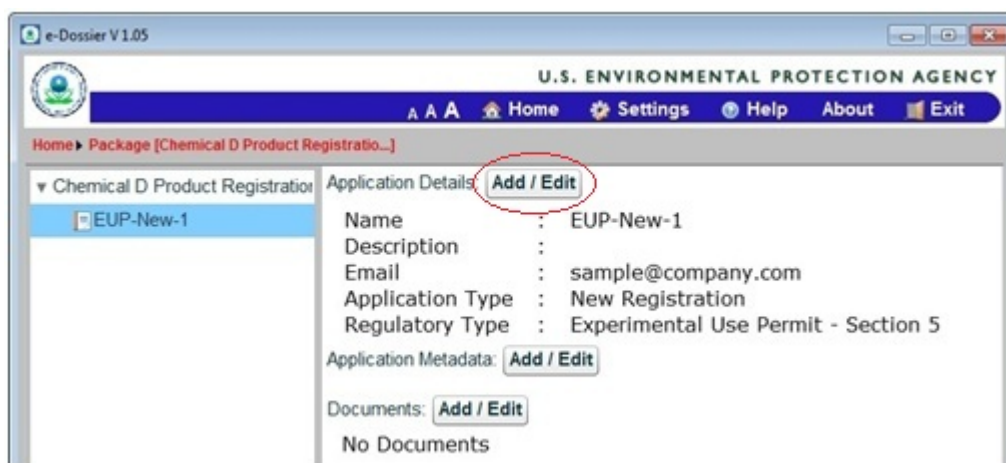 e-Dossier V 1.05
U.S. ENVIRONMENTAL PROTECTION AGENCY
A A A Home Settings Help About Exit
Home Package [Chemical D Product Registratio...]
Chemical D Product Registration
EUP-New-1
Application Details: Add / Edit
Name : EUP-New-1
Description :
Email : sample@company.com
Application Type : New Registration
Regulatory Type : Experimental Use Permit - Section 5
Application Metadata: Add / Edit
Documents: Add / Edit
No Documents